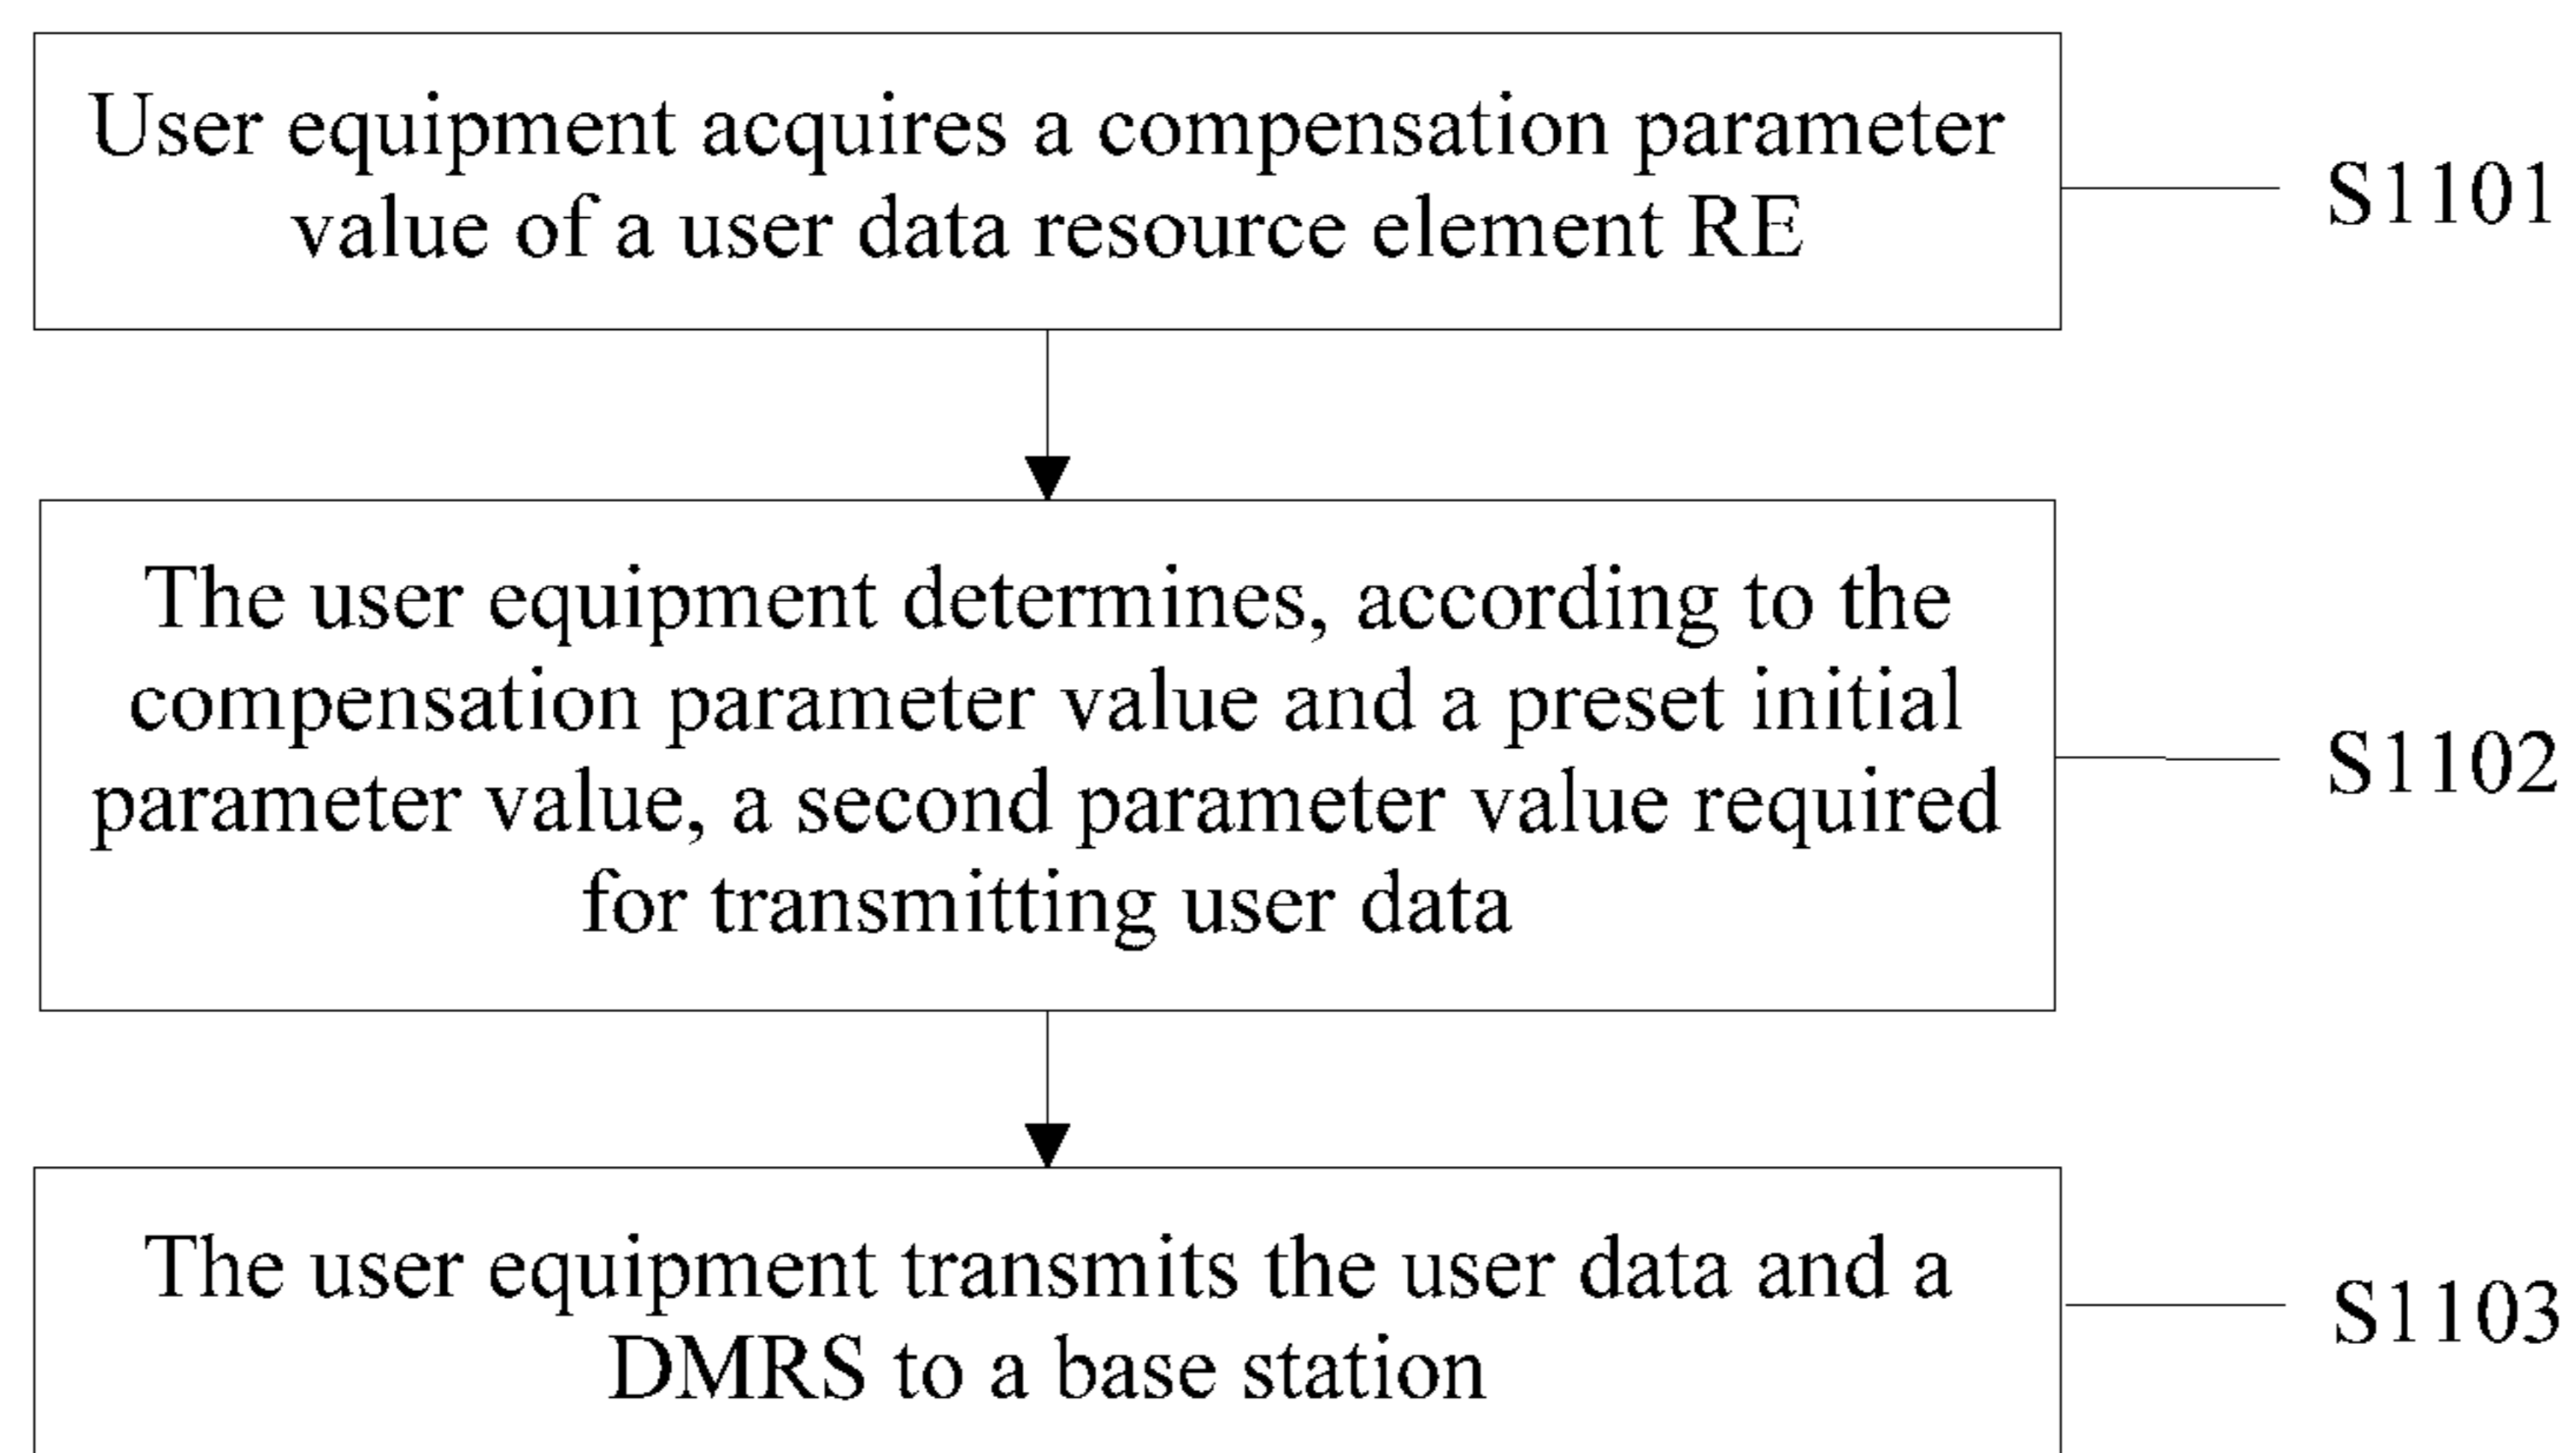 User equipment acquires a compensation parameter
value of a user data resource element RE
S1101
The user equipment determines, according to the
compensation parameter value and a preset initial
parameter value, a second parameter value required
for transmitting user data
S1102
The user equipment transmits the user data and a
DMRS to a base station
S1103